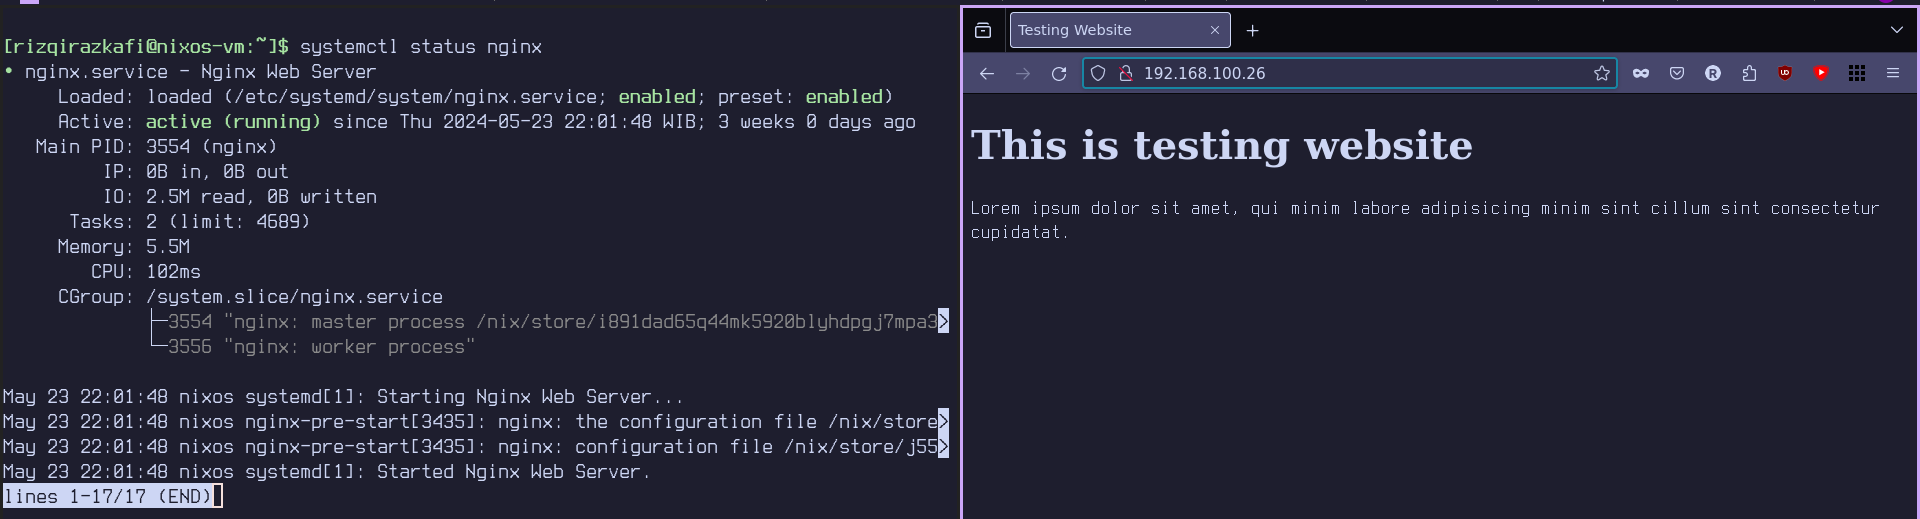 [rizqirazkafi@nixos-vm:~]$ systemctl status nginx
● nginx.service - Nginx Web Server
Loaded: loaded (/etc/systemd/system/nginx.service; enabled; preset: enabled)
Active: active (running) since Thu 2024-05-23 22:01:48 WIB; 3 weeks 0 days ago
Main PID: 3554 (nginx)
IP: 0B in, 0B out
IO: 2.5M read, 0B written
Tasks: 2 (limit: 4689)
Memory: 5.5M
CPU: 102ms
CGroup: /system.slice/nginx.service
├─3554 "nginx: master process /nix/store/i891dad65q44mk5920blyhdpgj7mpa3>
└─3556 "nginx: worker process"
May 23 22:01:48 nixos systemd[1]: Starting Nginx Web Server...
May 23 22:01:48 nixos nginx-pre-start[3435]: nginx: the configuration file /nix/store>
May 23 22:01:48 nixos nginx-pre-start[3435]: nginx: configuration file /nix/store/j55>
May 23 22:01:48 nixos systemd[1]: Started Nginx Web Server.
lines 1-17/17 (END)
Testing Website
192.168.100.26
This is testing website
Lorem ipsum dolor sit amet, qui minim labore adipisicing minim sint cillum sint consectetur
cupidatat.